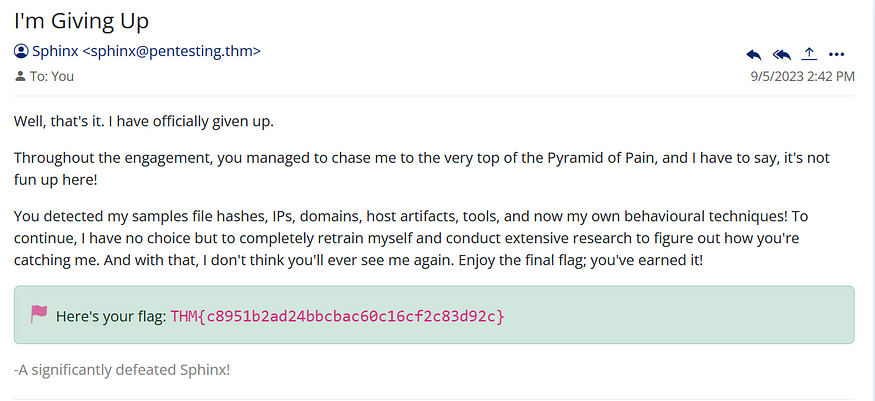 I'm Giving Up
Sphinx <sphinx@pentesting.thm>
To: You
9/5/2023 2:42 PM
Well, that's it. I have officially given up.
Throughout the engagement, you managed to chase me to the very top of the Pyramid of Pain, and I have to say, it's not
fun up here!
You detected my samples file hashes, IPs, domains, host artifacts, tools, and now my own behavioural techniques! To
continue, I have no choice but to completely retrain myself and conduct extensive research to figure out how you're
catching me. And with that, I don't think you'll ever see me again. Enjoy the final flag; you've earned it!
Here's your flag: THM{c8951b2ad24bbcbac60c16cf2c83d92c}
-A significantly defeated Sphinx!